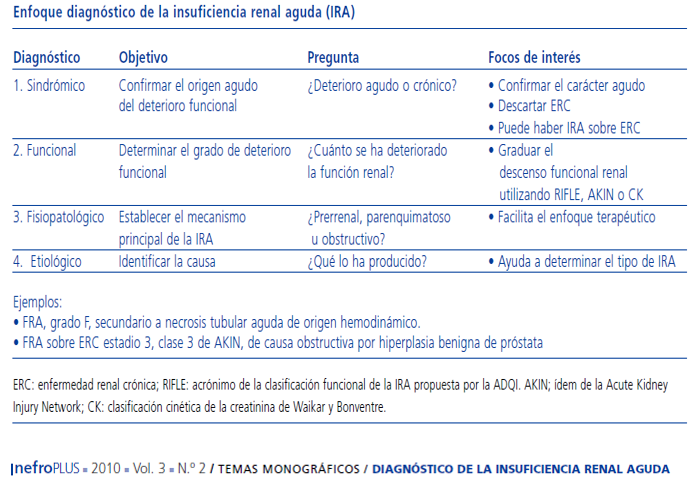 Enfoque diagnóstico de la insuficiencia renal aguda (IRA)
Diagnóstico Objetivo Pregunta Focos de interés
1. Sindrómico Confirmar el origen agudo ¿Deterioro agudo o crónico? • Confirmar el carácter agudo
del deterioro funcional • Descartar ERC
• Puede haber IRA sobre ERC
2. Funcional Determinar el grado de deterioro ¿Cuánto se ha deteriorado • Graduar el
funcional la función renal? descenso funcional renal
utilizando RIFLE, AKIN o CK
3. Fisiopatológico Establecer el mecanismo ¿Prerrenal, parenquimatoso • Facilita el enfoque terapéutico
principal de la IRA u obstructivo?
4. Etiológico Identificar la causa ¿Qué lo ha producido? • Ayuda a determinar el tipo de IRA
Ejemplos:
• FRA, grado F, secundario a necrosis tubular aguda de origen hemodinámico.
• FRA sobre ERC estadio 3, clase 3 de AKIN, de causa obstructiva por hiperplasia benigna de próstata
ERC: enfermedad renal crónica; RIFLE: acrónimo de la clasificación funcional de la IRA propuesta por la ADQI. AKIN; ídem de la Acute Kidney
Injury Network; CK: clasificación cinética de la creatinina de Waikar y Bonventre.
nefroPLUS ▪ 2010 ▪ Vol. 3 ▪ N.º 2 / TEMAS MONOGRÁFICOS / DIAGNÓSTICO DE LA INSUFICIENCIA RENAL AGUDA